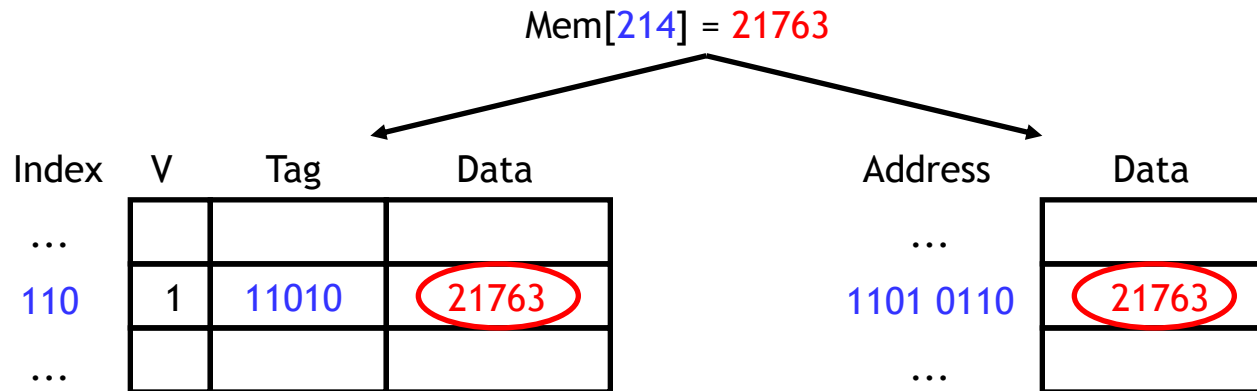 Mem[214] = 21763
Index V Tag Data Address Data
... ...
110 1 11010 21763 1101 0110 21763
... ...